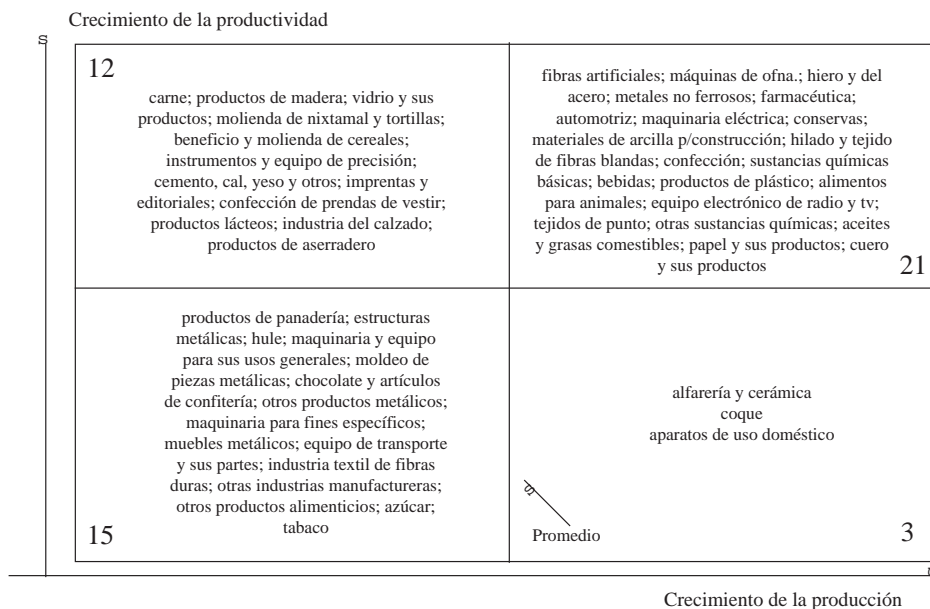 Crecimiento de la productividad
12
carne; productos de madera; vidrio y sus
productos; molienda de nixtamal y tortillas;
beneficio y molienda de cereales;
instrumentos y equipo de precisión;
cemento, cal, yeso y otros; imprentas y
editoriales; confección de prendas de vestir;
productos lácteos; industria del calzado;
productos de aserradero
fibras artificiales; máquinas de ofna.; hiero y del
acero; metales no ferrosos; farmacéutica;
automotriz; maquinaria eléctrica; conservas;
materiales de arcilla p/construcción; hilado y tejido
de fibras blandas; confección; sustancias químicas
básicas; bebidas; productos de plástico; alimentos
para animales; equipo electrónico de radio y tv;
tejidos de punto; otras sustancias químicas; aceites
y grasas comestibles; papel y sus productos; cuero
y sus productos
21
productos de panadería; estructuras
metálicas; hule; maquinaria y equipo
para sus usos generales; moldeo de
piezas metálicas; chocolate y artículos
de confitería; otros productos metálicos;
maquinaria para fines específicos;
muebles metálicos; equipo de transporte
y sus partes; industria textil de fibras
duras; otras industrias manufactureras;
otros productos alimenticios; azúcar;
tabaco
15
alfarería y cerámica
coque
aparatos de uso doméstico
Promedio
3
Crecimiento de la producción